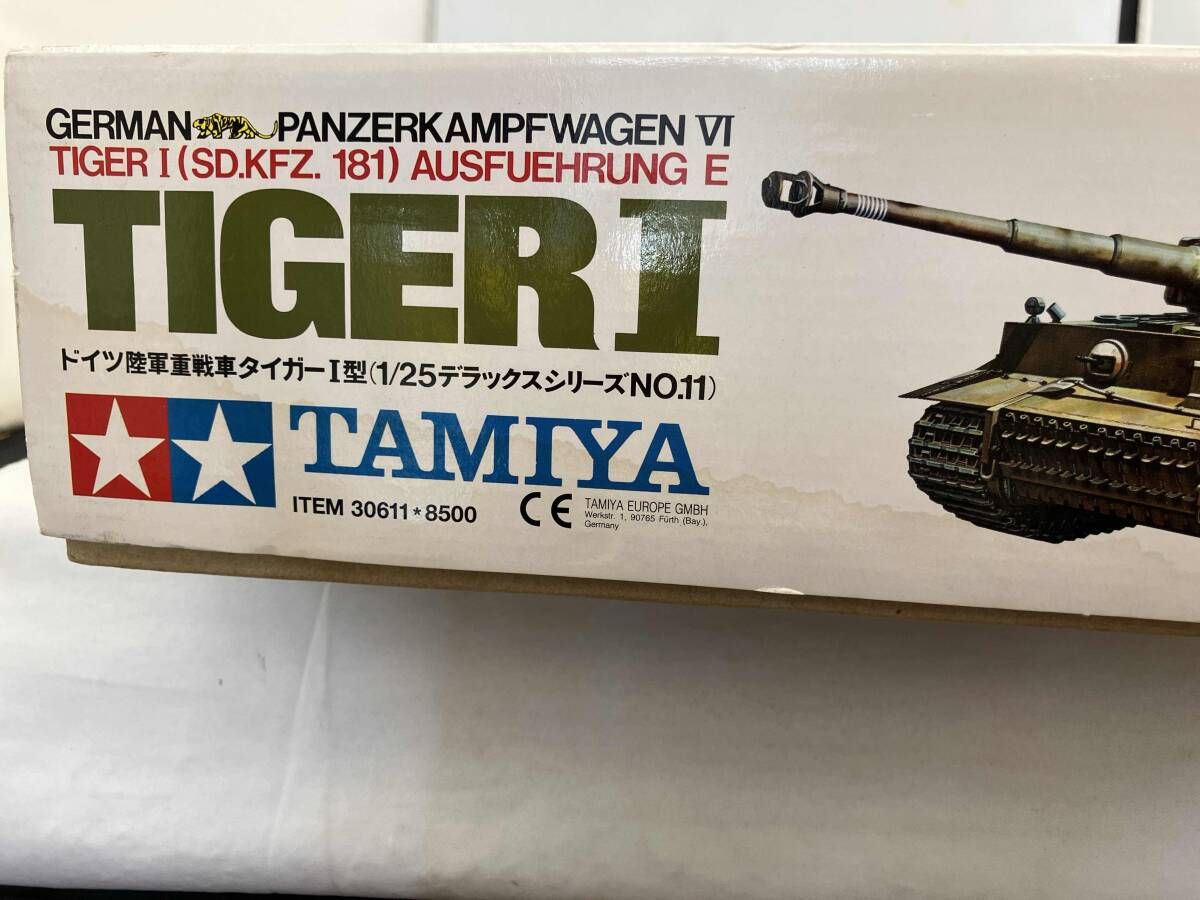 GERMAN PANZERKAMPFWAGEN VI
TIGER I (SD.KFZ. 181) AUSFUEHRUNG E
TIGER I
ドイツ陸軍重戦車タイガーI型(1/25デラックスシリーズNO.11)
TAMIYA
ITEM 30611*8500
CE
TAMIYA EUROPE GMBH
Werkstr. 1, 90765 Fürth (Bay.),
Germany